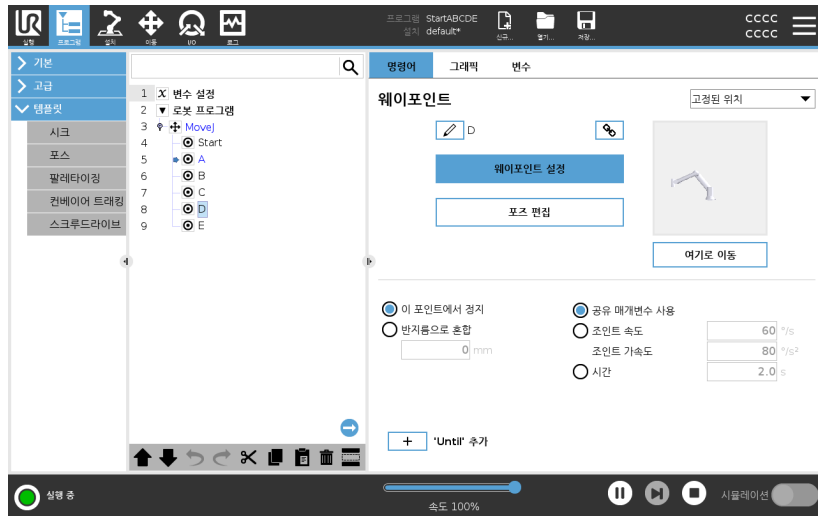 UR
프로그램 StartABCDE
설치 default*
cccc
cccc
실행 프로그램 설치 이동 I/O 로그 신규... 열기... 저장...
기본
고급
템플릿
시크
포스
팔레타이징
컨베이어 트래킹
스크루드라이브
1 X 변수 설정
2 로봇 프로그램
3 MoveJ
4 Start
5 A
6 B
7 C
8 D
9 E
명령어 그래픽 변수
웨이포인트 고정된 위치
D
웨이포인트 설정
포즈 편집
여기로 이동
이 포인트에서 정지
반지름으로 혼합
0 mm
공유 매개변수 사용
조인트 속도 60 °/s
조인트 가속도 80 °/s²
시간 2.0 s
+ 'Until' 추가
실행 중
속도 100%
시뮬레이션